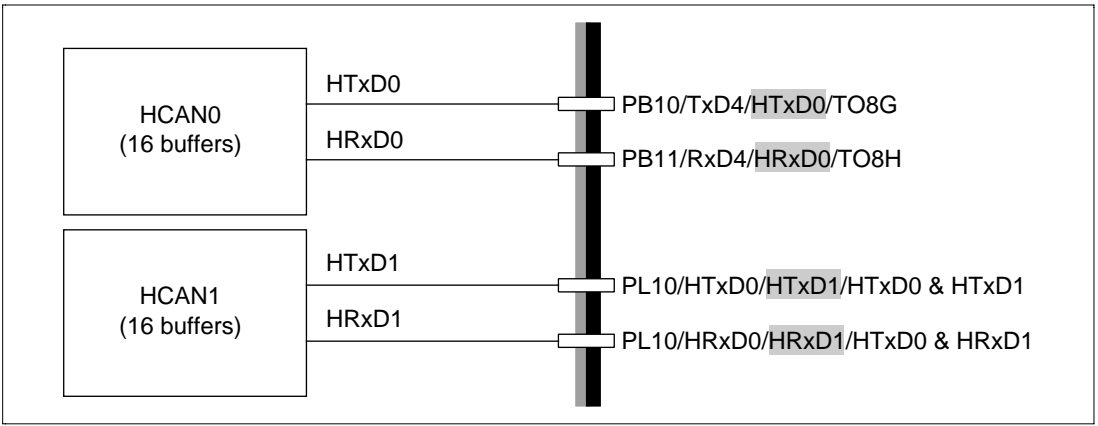 HCAN0
(16 buffers)
HTxD0
HRxD0
PB10/TxD4/HTxD0/TO8G
PB11/RxD4/HRxD0/TO8H
HCAN1
(16 buffers)
HTxD1
HRxD1
PL10/HTxD0/HTxD1/HTxD0 & HTxD1
PL10/HRxD0/HRxD1/HTxD0 & HRxD1